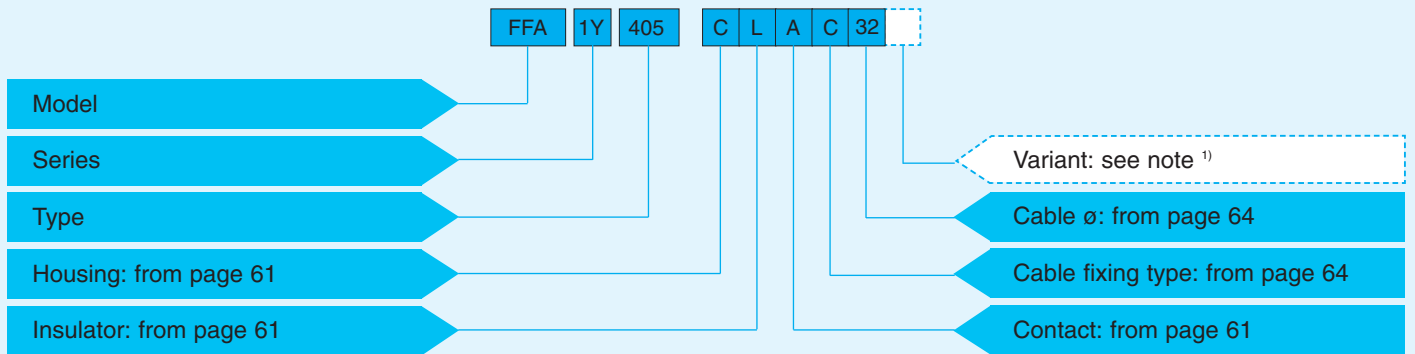 FFA 1Y 405 C L A C 32
Model
Series
Type
Housing: from page 61
Insulator: from page 61
Variant: see note 1)
Cable ø: from page 64
Cable fixing type: from page 64
Contact: from page 61